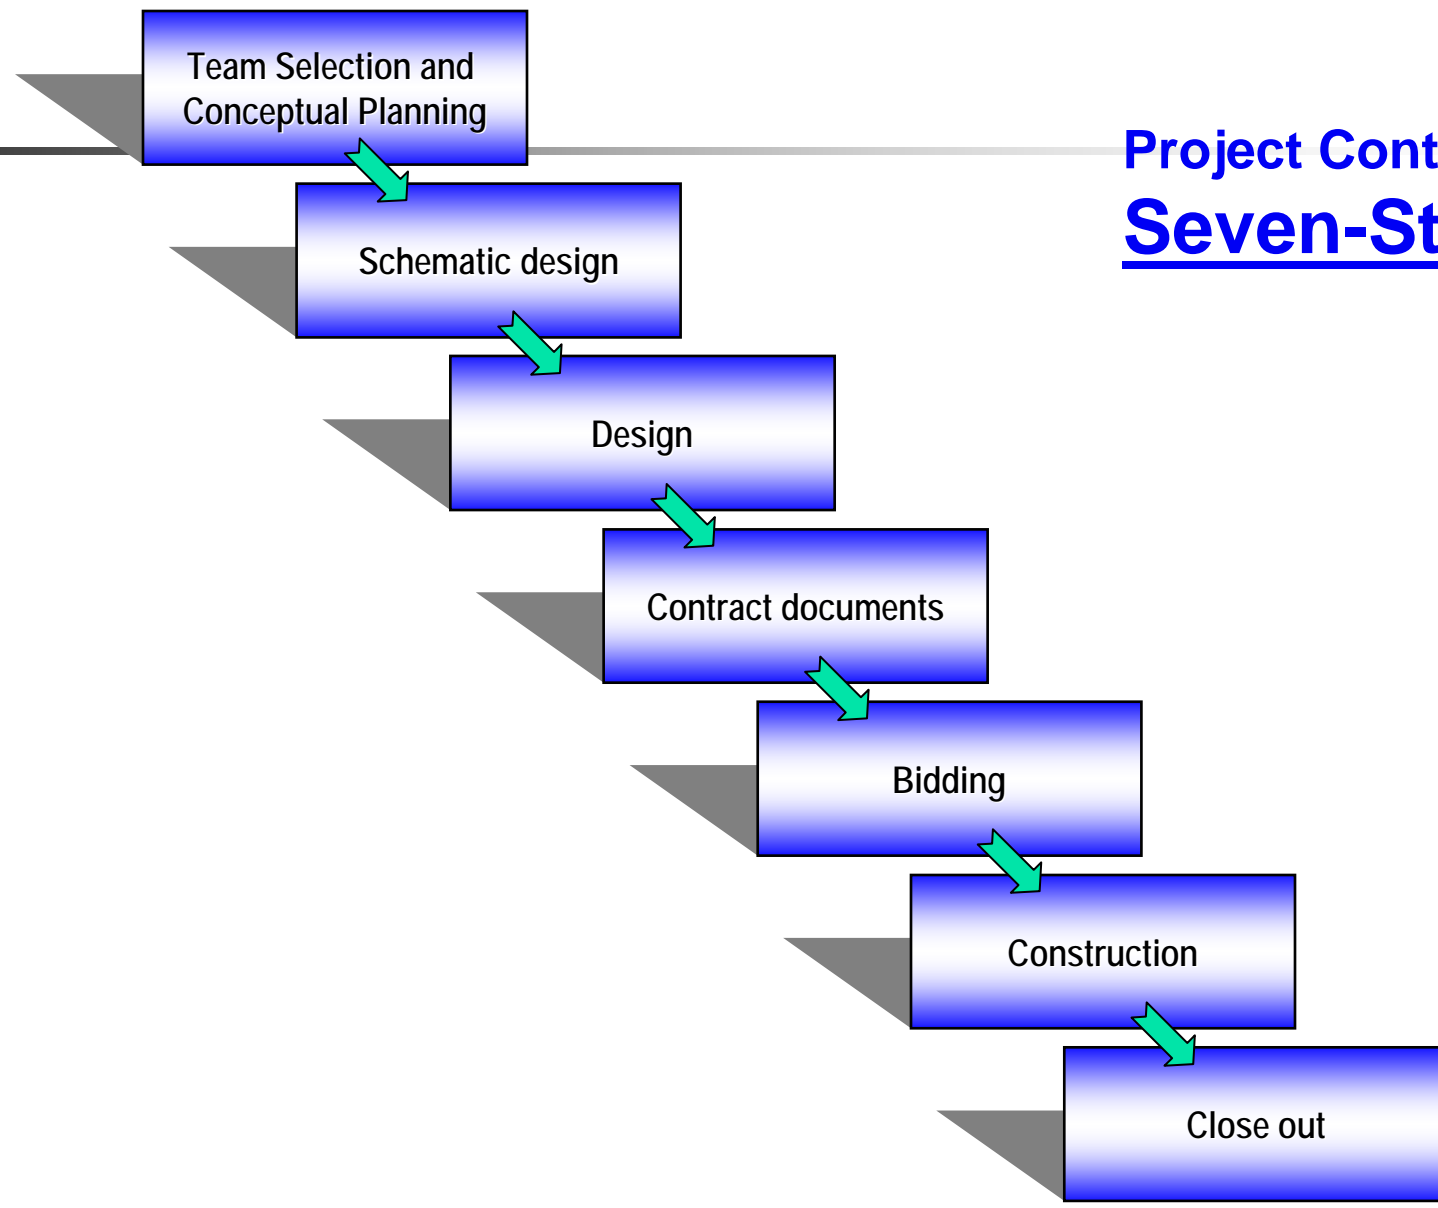 Team Selection and
Conceptual Planning
Project Cont
Seven-St
Schematic design
Design
Contract documents
Bidding
Construction
Close out